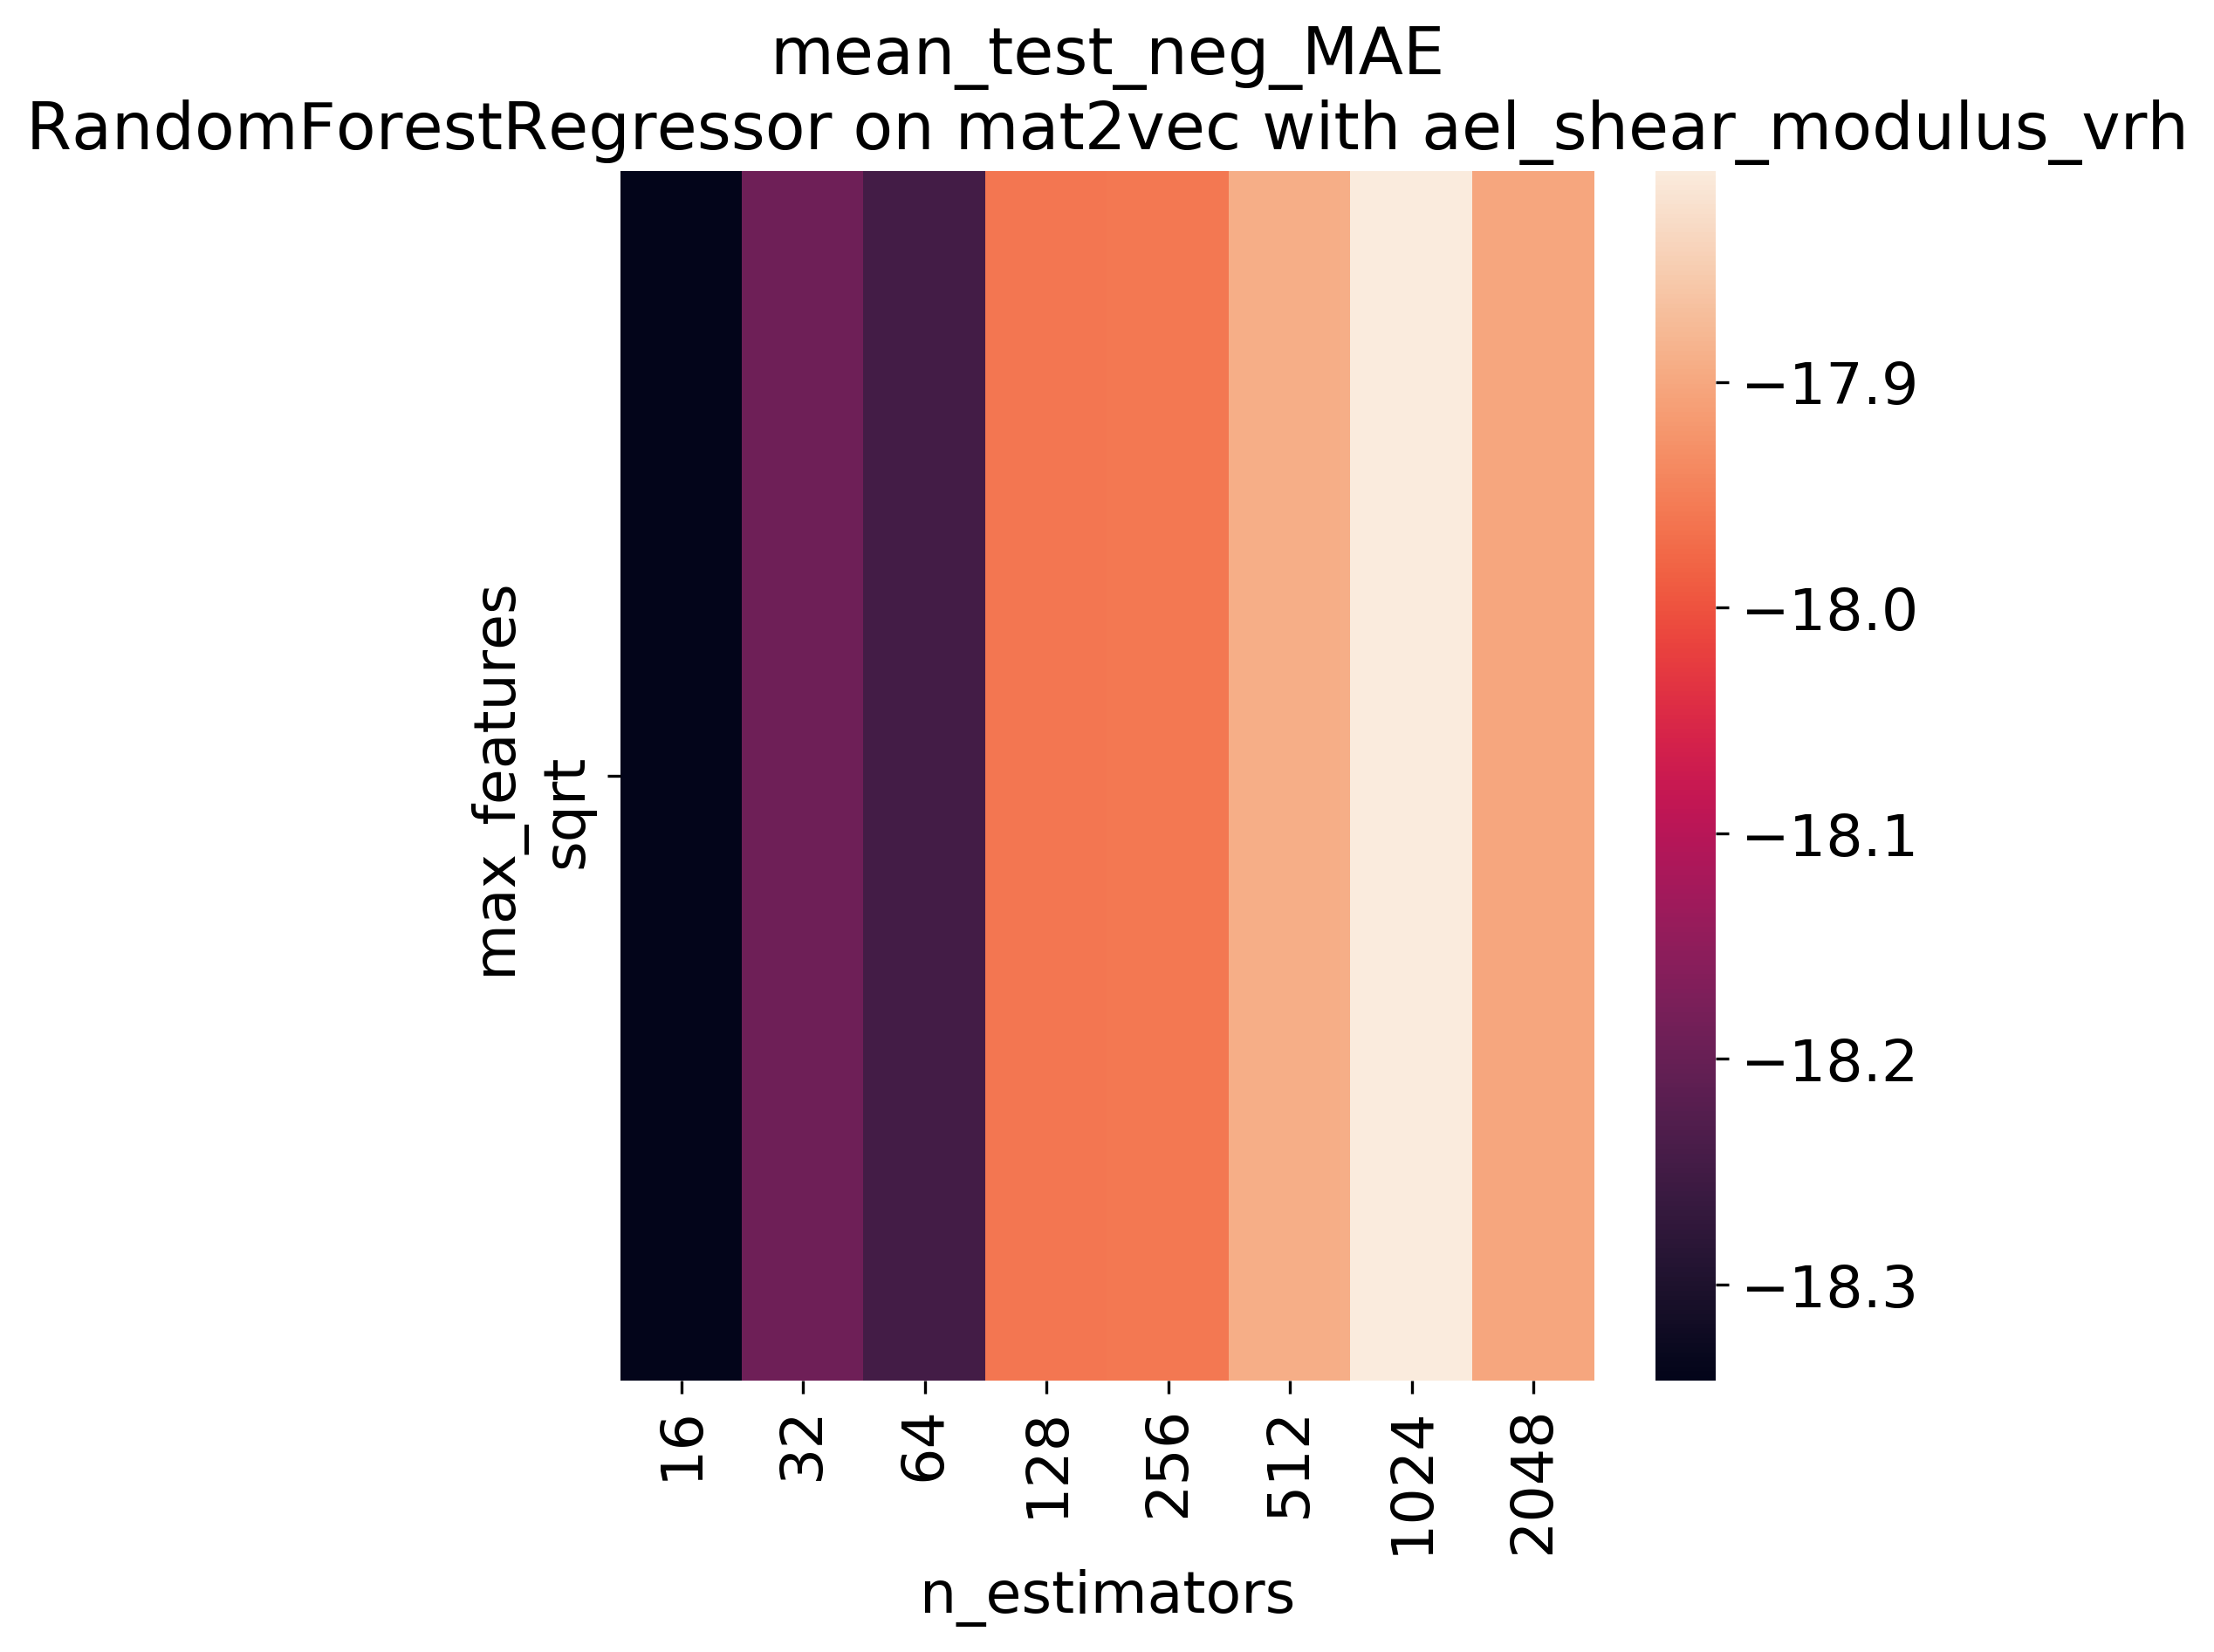 mean_test_neg_MAE
RandomForestRegressor on mat2vec with ael_shear_modulus_vrh
max_features
sqrt
−17.9
−18.0
−18.1
−18.2
−18.3
16
32
64
128
256
512
1024
2048
n_estimators